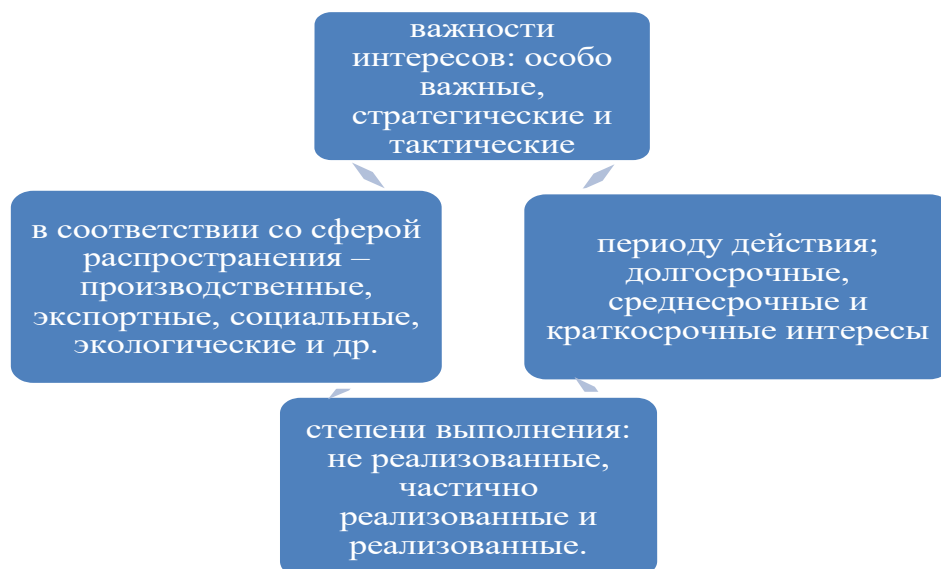 важности
интересов: особо
важные,
стратегические и
тактические
в соответствии со сферой
распространения –
производственные,
экспортные, социальные,
экологические и др.
периоду действия;
долгосрочные,
среднесрочные и
краткосрочные интересы
степени выполнения:
не реализованные,
частично
реализованные и
реализованные.